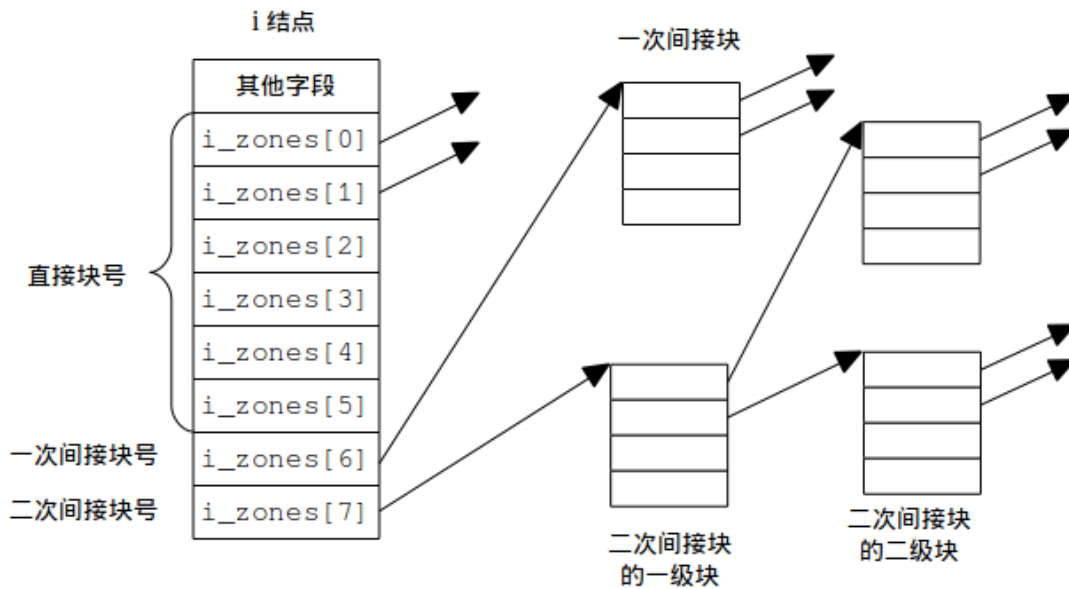 i 结点
其他字段
i_zones[0]
i_zones[1]
i_zones[2]
i_zones[3]
i_zones[4]
i_zones[5]
i_zones[6]
i_zones[7]
直接块号
一次间接块号
二次间接块号
一次间接块
二次间接块
的一级块
二次间接块
的二级块